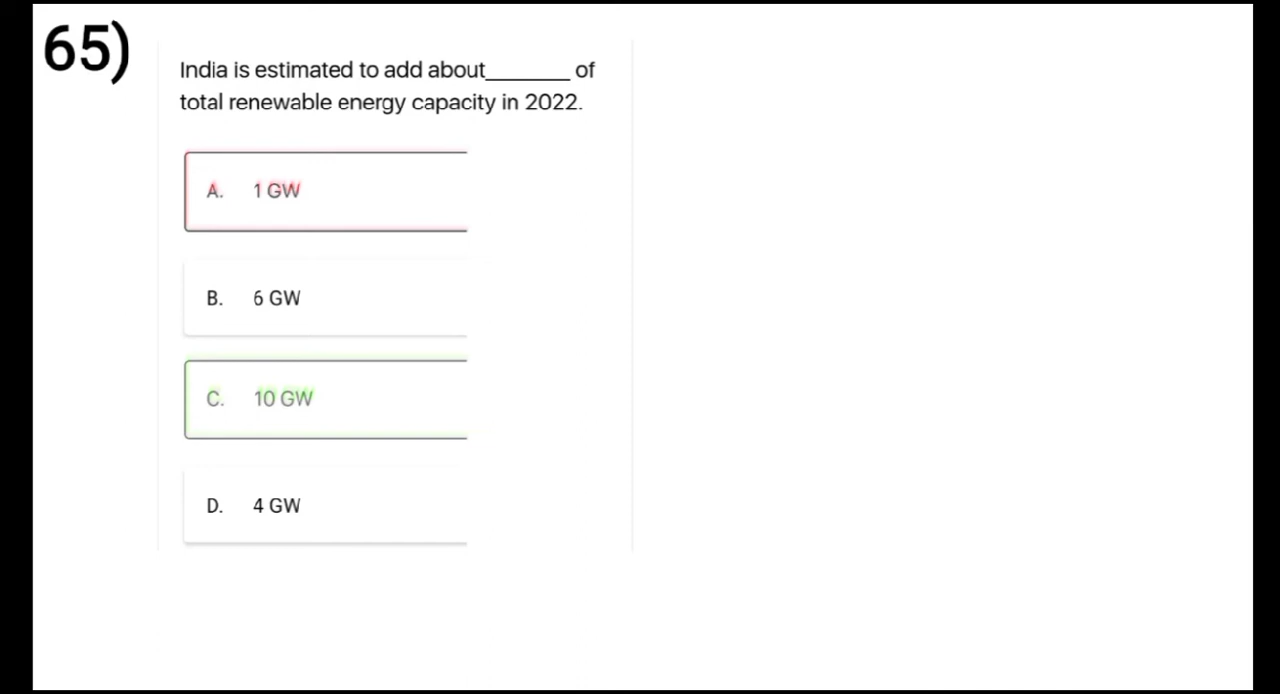 65)
India is estimated to add about_______ of
total renewable energy capacity in 2022.
A. 1 GW
B. 6 GW
C. 10 GW
D. 4 GW